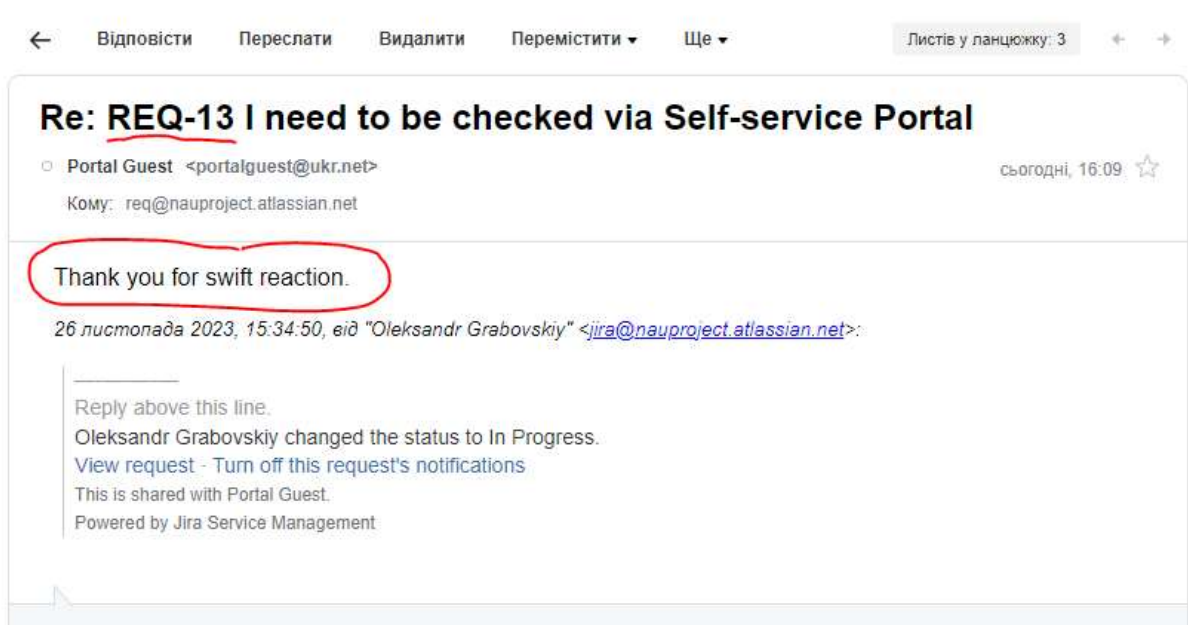 Відповісти Переслати Видалити Перемістити Ще Листів у ланцюжку: 3
Re: REQ-13 I need to be checked via Self-service Portal
Portal Guest <portalguest@ukr.net> сьогодні, 16:09
Кому: req@nauproject.atlassian.net
Thank you for swift reaction.
26 листопада 2023, 15:34:50, від "Oleksandr Grabovskiy" <jira@nauproject.atlassian.net>:
Reply above this line.
Oleksandr Grabovskiy changed the status to In Progress.
View request · Turn off this request's notifications
This is shared with Portal Guest.
Powered by Jira Service Management